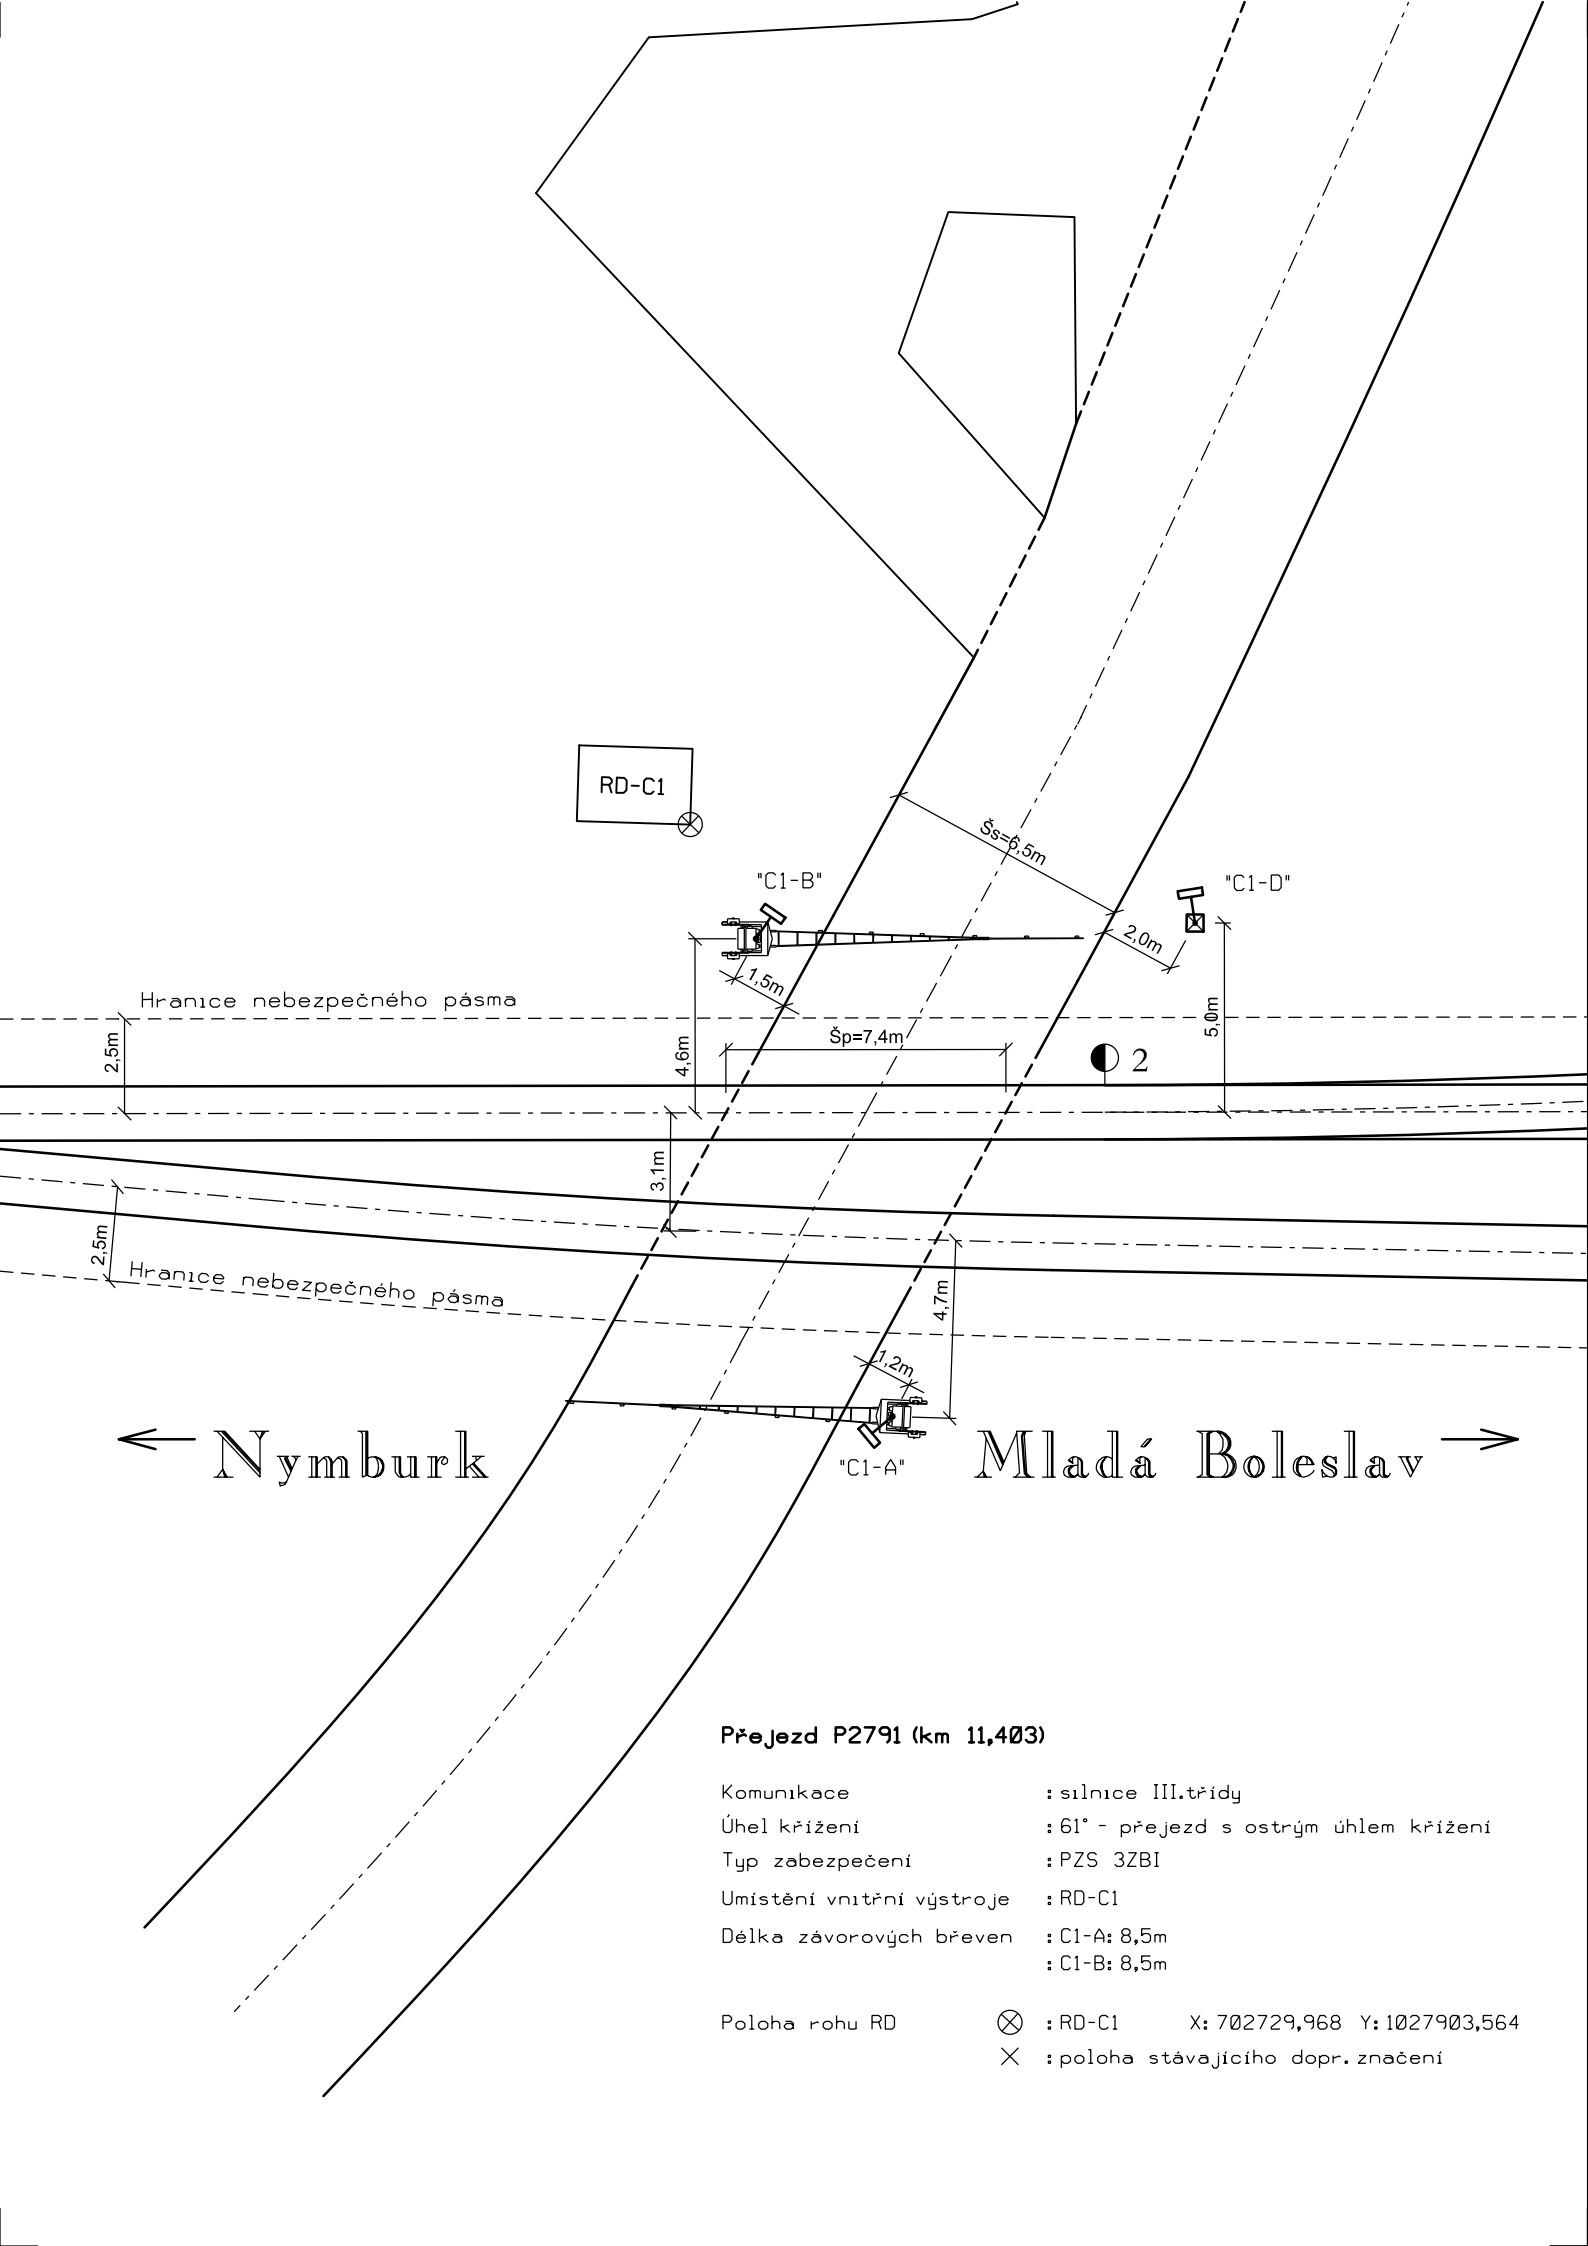 RD-C1
Šs=6,5m
"C1-B"
"C1-D"
2,0m
1,5m
Hranice nebezpečného pásma
5,0m
Šp=7,4m
2,5m
4,6m
2
3,1m
2,5m
Hranice nebezpečného pásma
4,7m
1,2m
Nymburk
"C1-A"
Mladá Boleslav
Přejezd P2791 (km 11,403)
Komunikace : silnice III.třídy
Úhel křížení : 61° - přejezd s ostrým úhlem křížení
Typ zabezpečení : PZS 3ZBI
Umístění vnitřní výstroje : RD-C1
Délka závorových břeven : C1-A: 8,5m
: C1-B: 8,5m
Poloha rohu RD : RD-C1 X: 702729,968 Y: 1027903,564
: poloha stávajícího dopr. značení